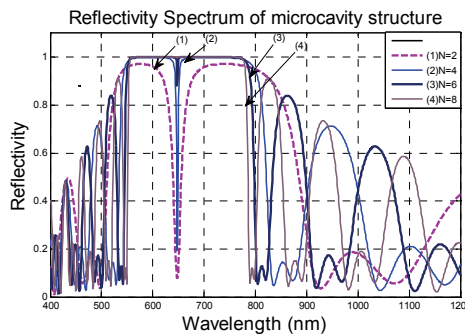 Reflectivity Spectrum of microcavity structure
(1)
(2)
(3)
(4)
(1)N=2
(2)N=4
(3)N=6
(4)N=8
Reflectivity
1
0.8
0.6
0.4
0.2
0
400
500
600
700
800
900
1000
1100
Wavelength (nm)